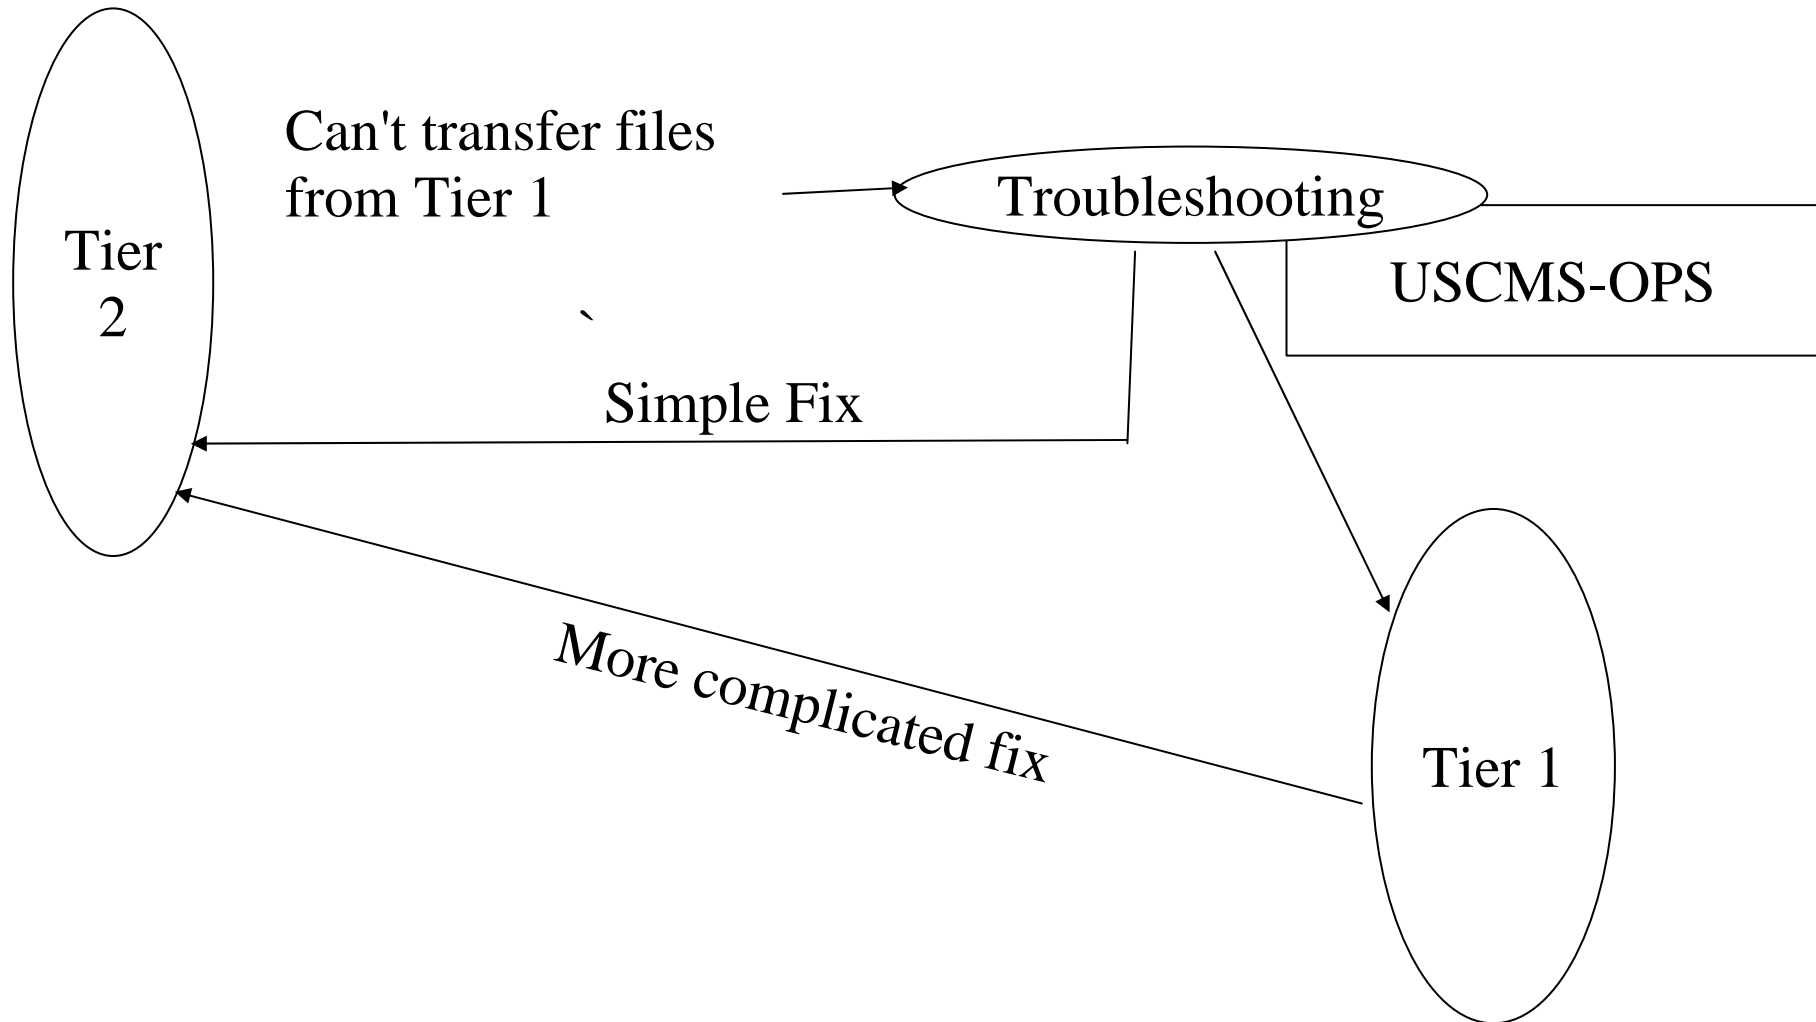 Can't transfer files
from Tier 1
Troubleshooting
Tier
2
USCMS-OPS
`
Simple Fix
More complicated fix
Tier 1